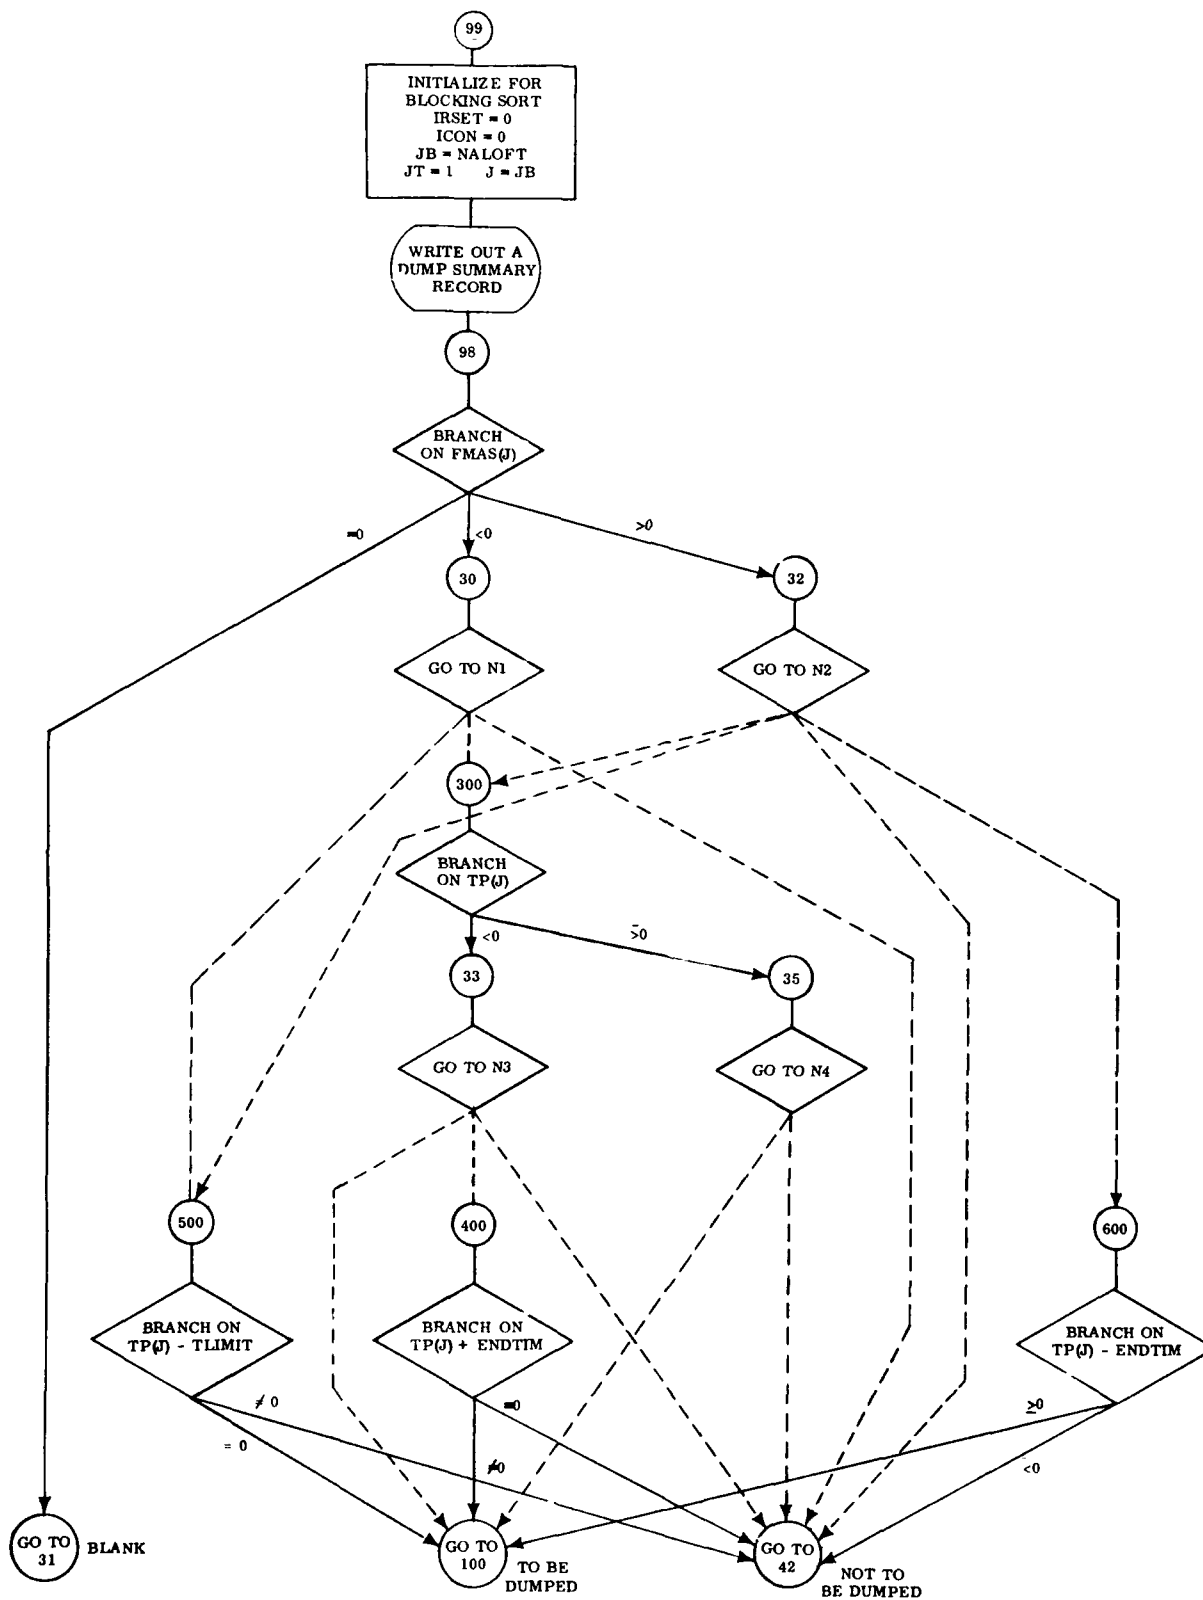 99
INITIALIZE FOR
BLOCKING SORT
IRSET = 0
ICON = 0
JB = NALOFT
JT = 1 J = JB
WRITE OUT A
DUMP SUMMARY
RECORD
98
BRANCH
ON FMAS(J)
=0
<0
>0
30
32
GO TO N1
GO TO N2
300
BRANCH
ON TP(J)
<0
>0
33
35
GO TO N3
GO TO N4
500
400
600
BRANCH ON
TP(J) - TLIMIT
BRANCH ON
TP(J) + ENDTIM
BRANCH ON
TP(J) - ENDTIM
≠ 0
= 0
=0
≠0
≥0
<0
GO TO
31
BLANK
GO TO
100
TO BE
DUMPED
GO TO
42
NOT TO
BE DUMPED